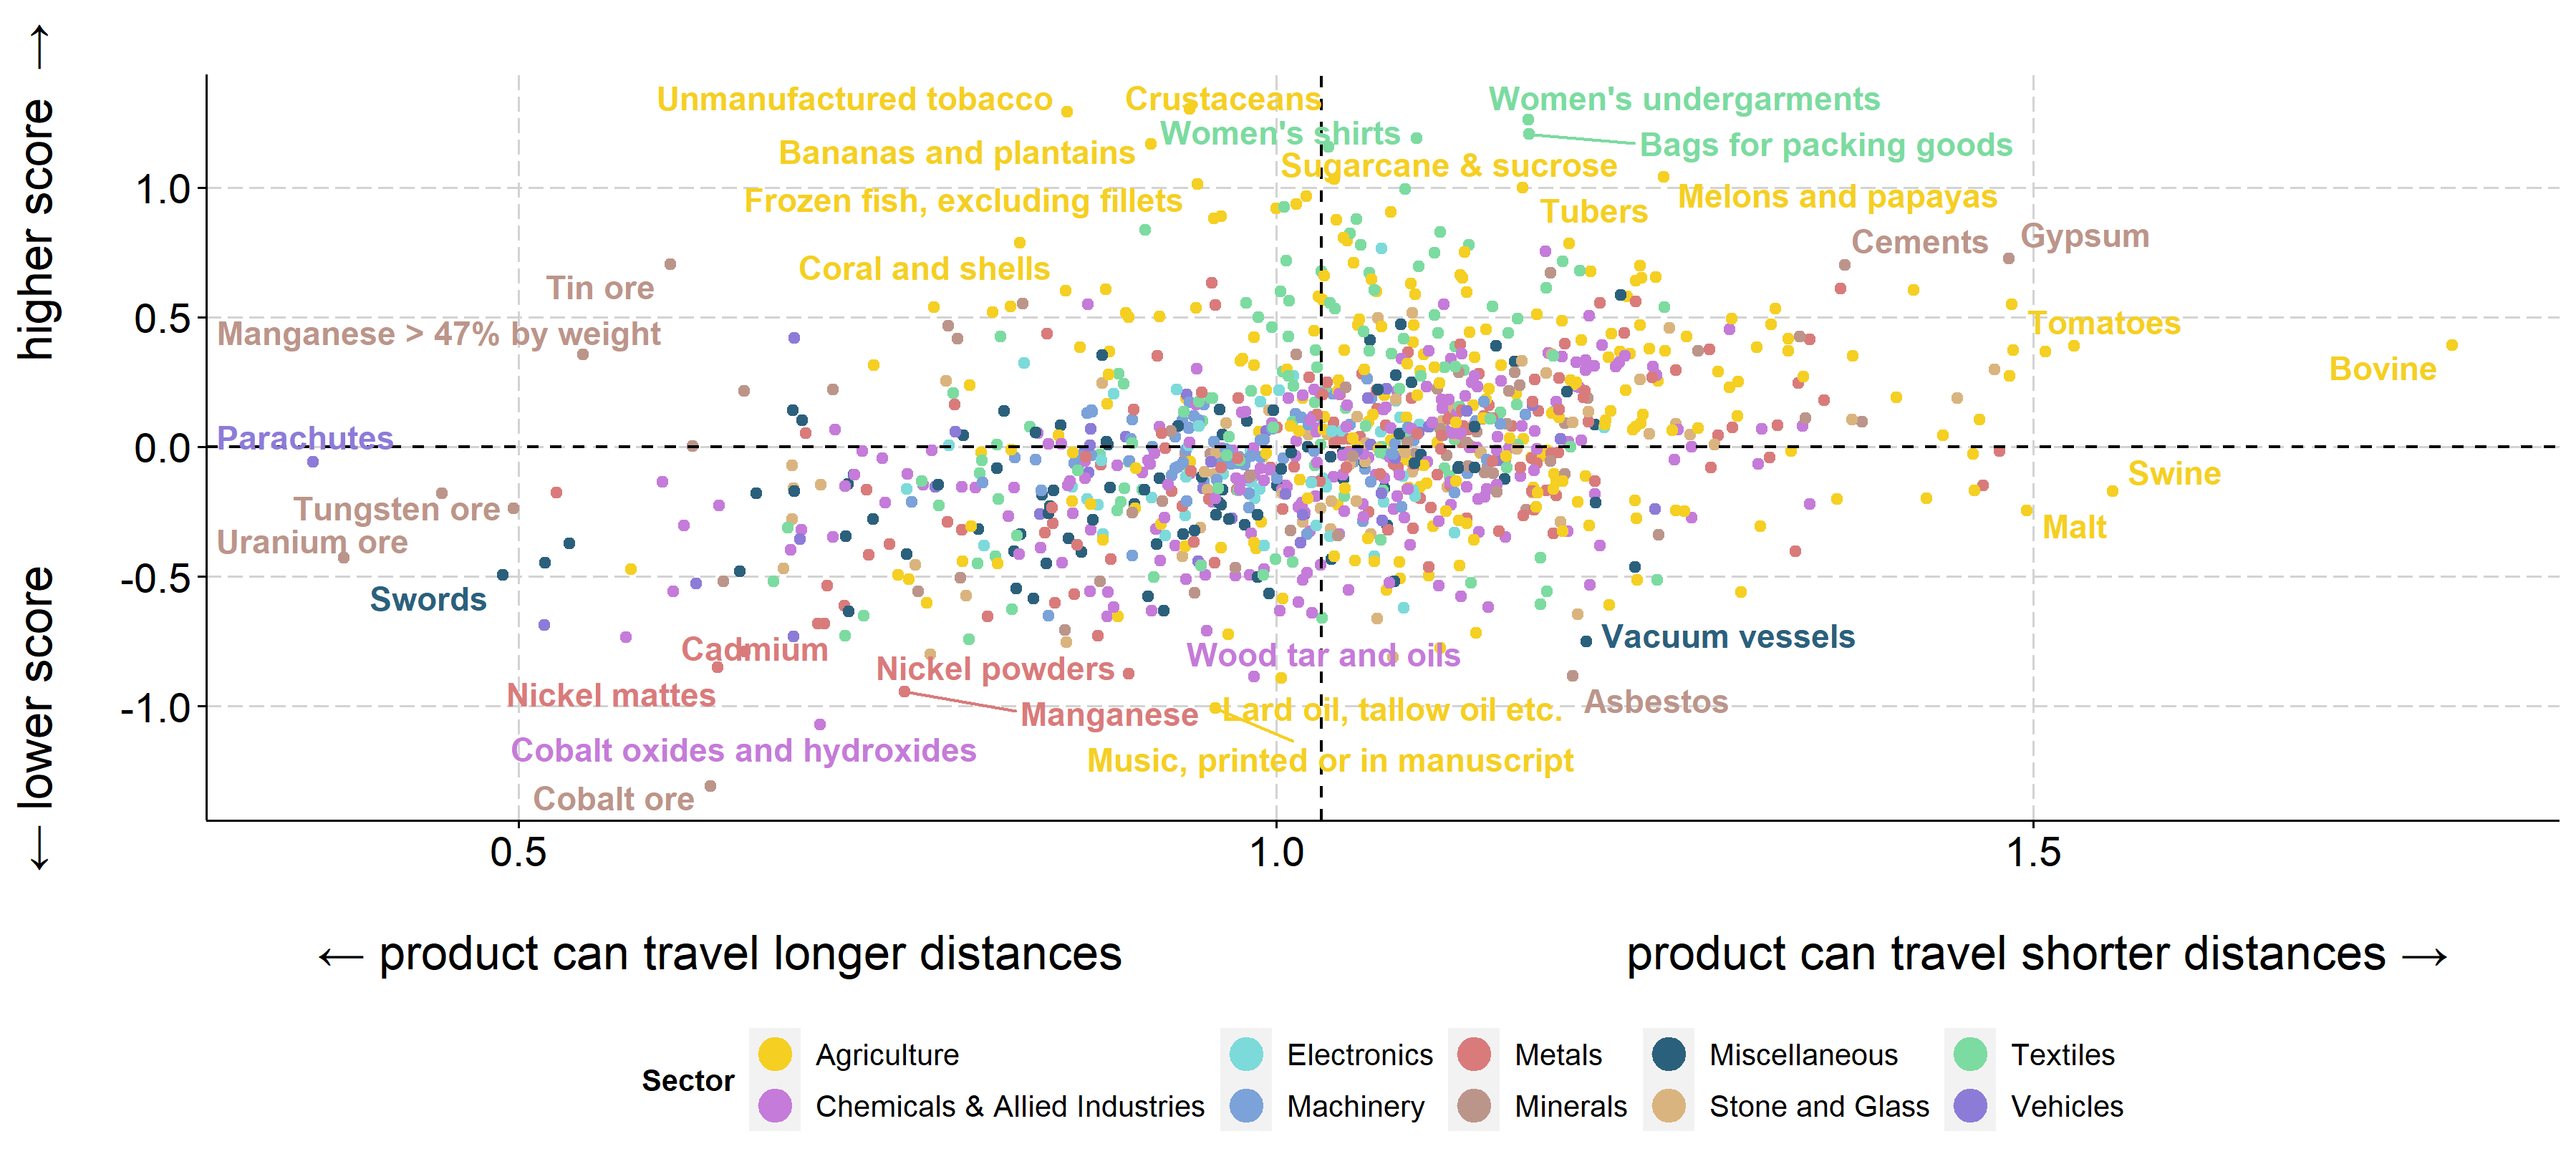 higher score →
← lower score
Unmanufactured tobacco
Crustaceans
Women's undergarments
Women's shirts
Bags for packing goods
Bananas and plantains
Sugarcane & sucrose
1.0
Frozen fish, excluding fillets
Melons and papayas
Tubers
Gypsum
Cements
Coral and shells
Tin ore
0.5
Manganese > 47% by weight
Tomatoes
Bovine
Parachutes
0.0
Swine
Tungsten ore
Malt
Uranium ore
-0.5
Swords
Vacuum vessels
Cadmium
Wood tar and oils
Nickel powders
Nickel mattes
Asbestos
-1.0
Manganese
Lard oil, tallow oil etc.
Cobalt oxides and hydroxides
Music, printed or in manuscript
Cobalt ore
0.5 1.0 1.5
← product can travel longer distances
product can travel shorter distances →
Sector
Agriculture Electronics Metals Miscellaneous Textiles
Chemicals & Allied Industries Machinery Minerals Stone and Glass Vehicles